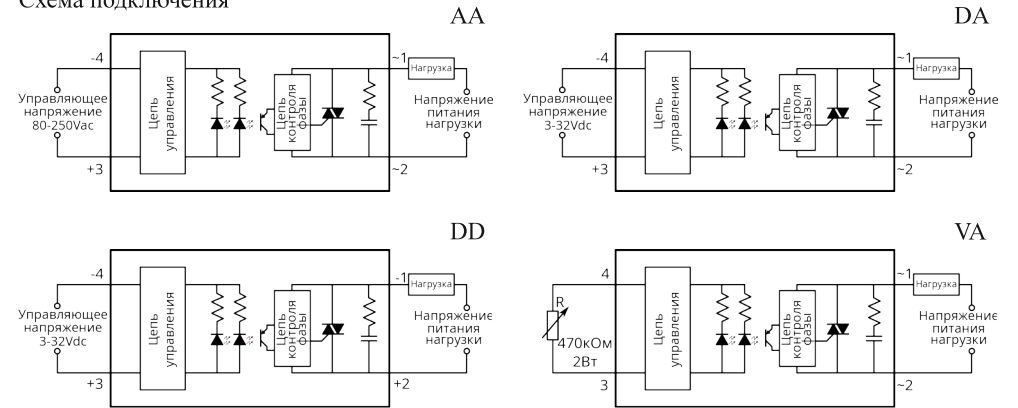 Схема подключения
AA
-4
Управляющее
напряжение
80-250Vac
+3
Цепь
управления
Цепь
контроля
фазы
~1
Нагрузка
Напряжение
питания
нагрузки
~2
DA
-4
Управляющее
напряжение
3-32Vdc
+3
Цепь
управления
Цепь
контроля
фазы
~1
Нагрузка
Напряжение
питания
нагрузки
~2
DD
-4
Управляющее
напряжение
3-32Vdc
+3
Цепь
управления
Цепь
контроля
фазы
-1
Нагрузка
Напряжение
питания
нагрузки
+2
VA
4
R
470кОм
2Вт
3
Цепь
управления
Цепь
контроля
фазы
~1
Нагрузка
Напряжение
питания
нагрузки
~2